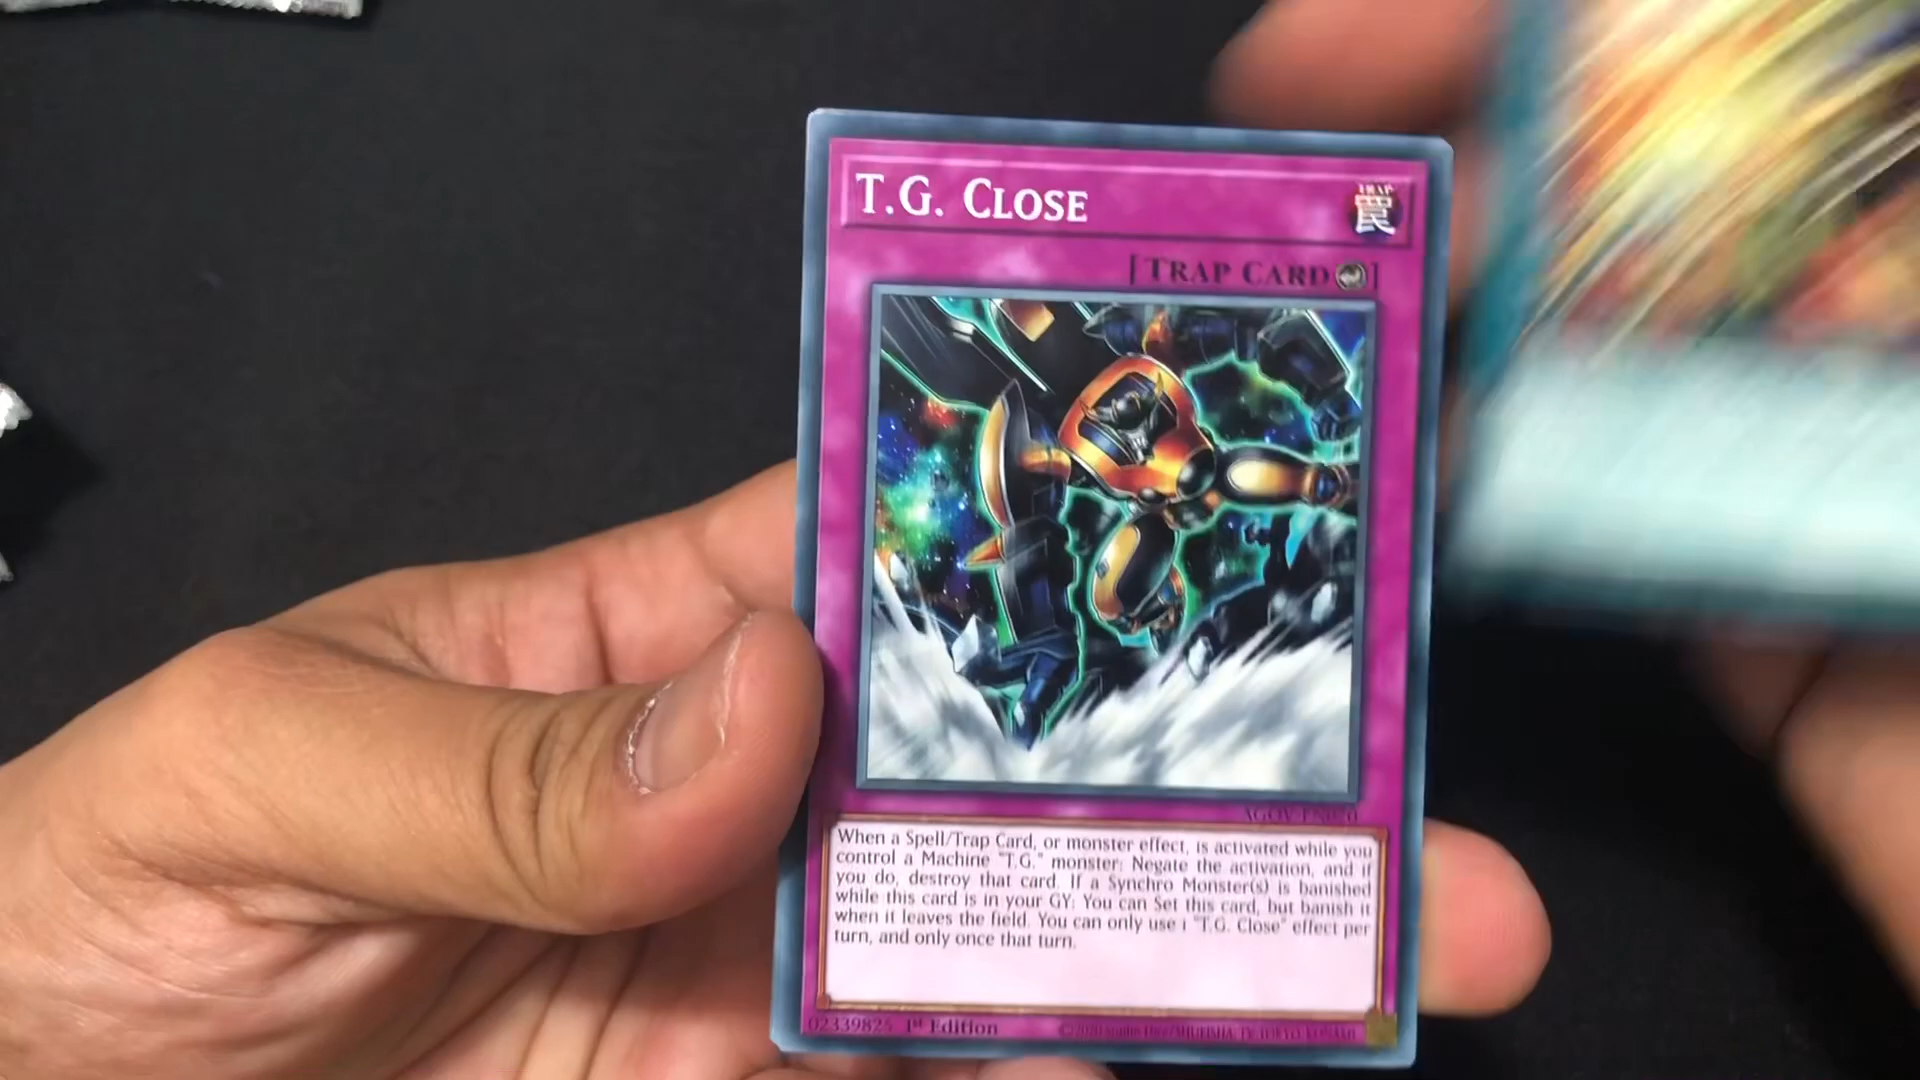 T.G. CLOSE
TRAP
罠
[TRAP CARD]
When a Spell/Trap Card, or monster effect, is activated while you
control a Machine "T.G." monster: Negate the activation, and if
you do, destroy that card. If a Synchro Monster(s) is banished
while this card is in your GY: You can Set this card, but banish it
when it leaves the field. You can only use 1 "T.G. Close" effect per
turn, and only once that turn.
02339825 1st Edition